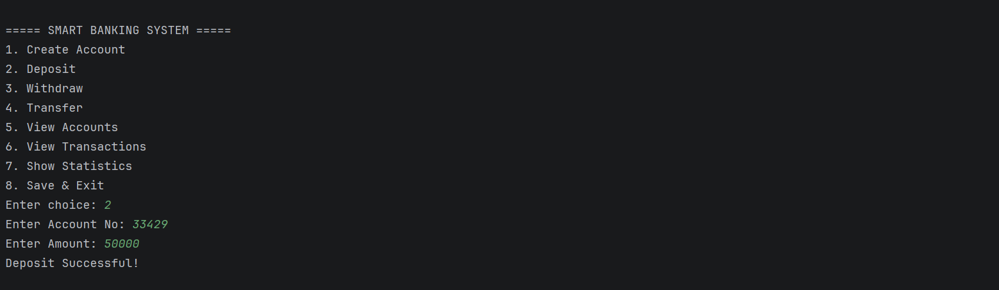 ===== SMART BANKING SYSTEM =====
1. Create Account
2. Deposit
3. Withdraw
4. Transfer
5. View Accounts
6. View Transactions
7. Show Statistics
8. Save & Exit
Enter choice: 2
Enter Account No: 33429
Enter Amount: 50000
Deposit Successful!